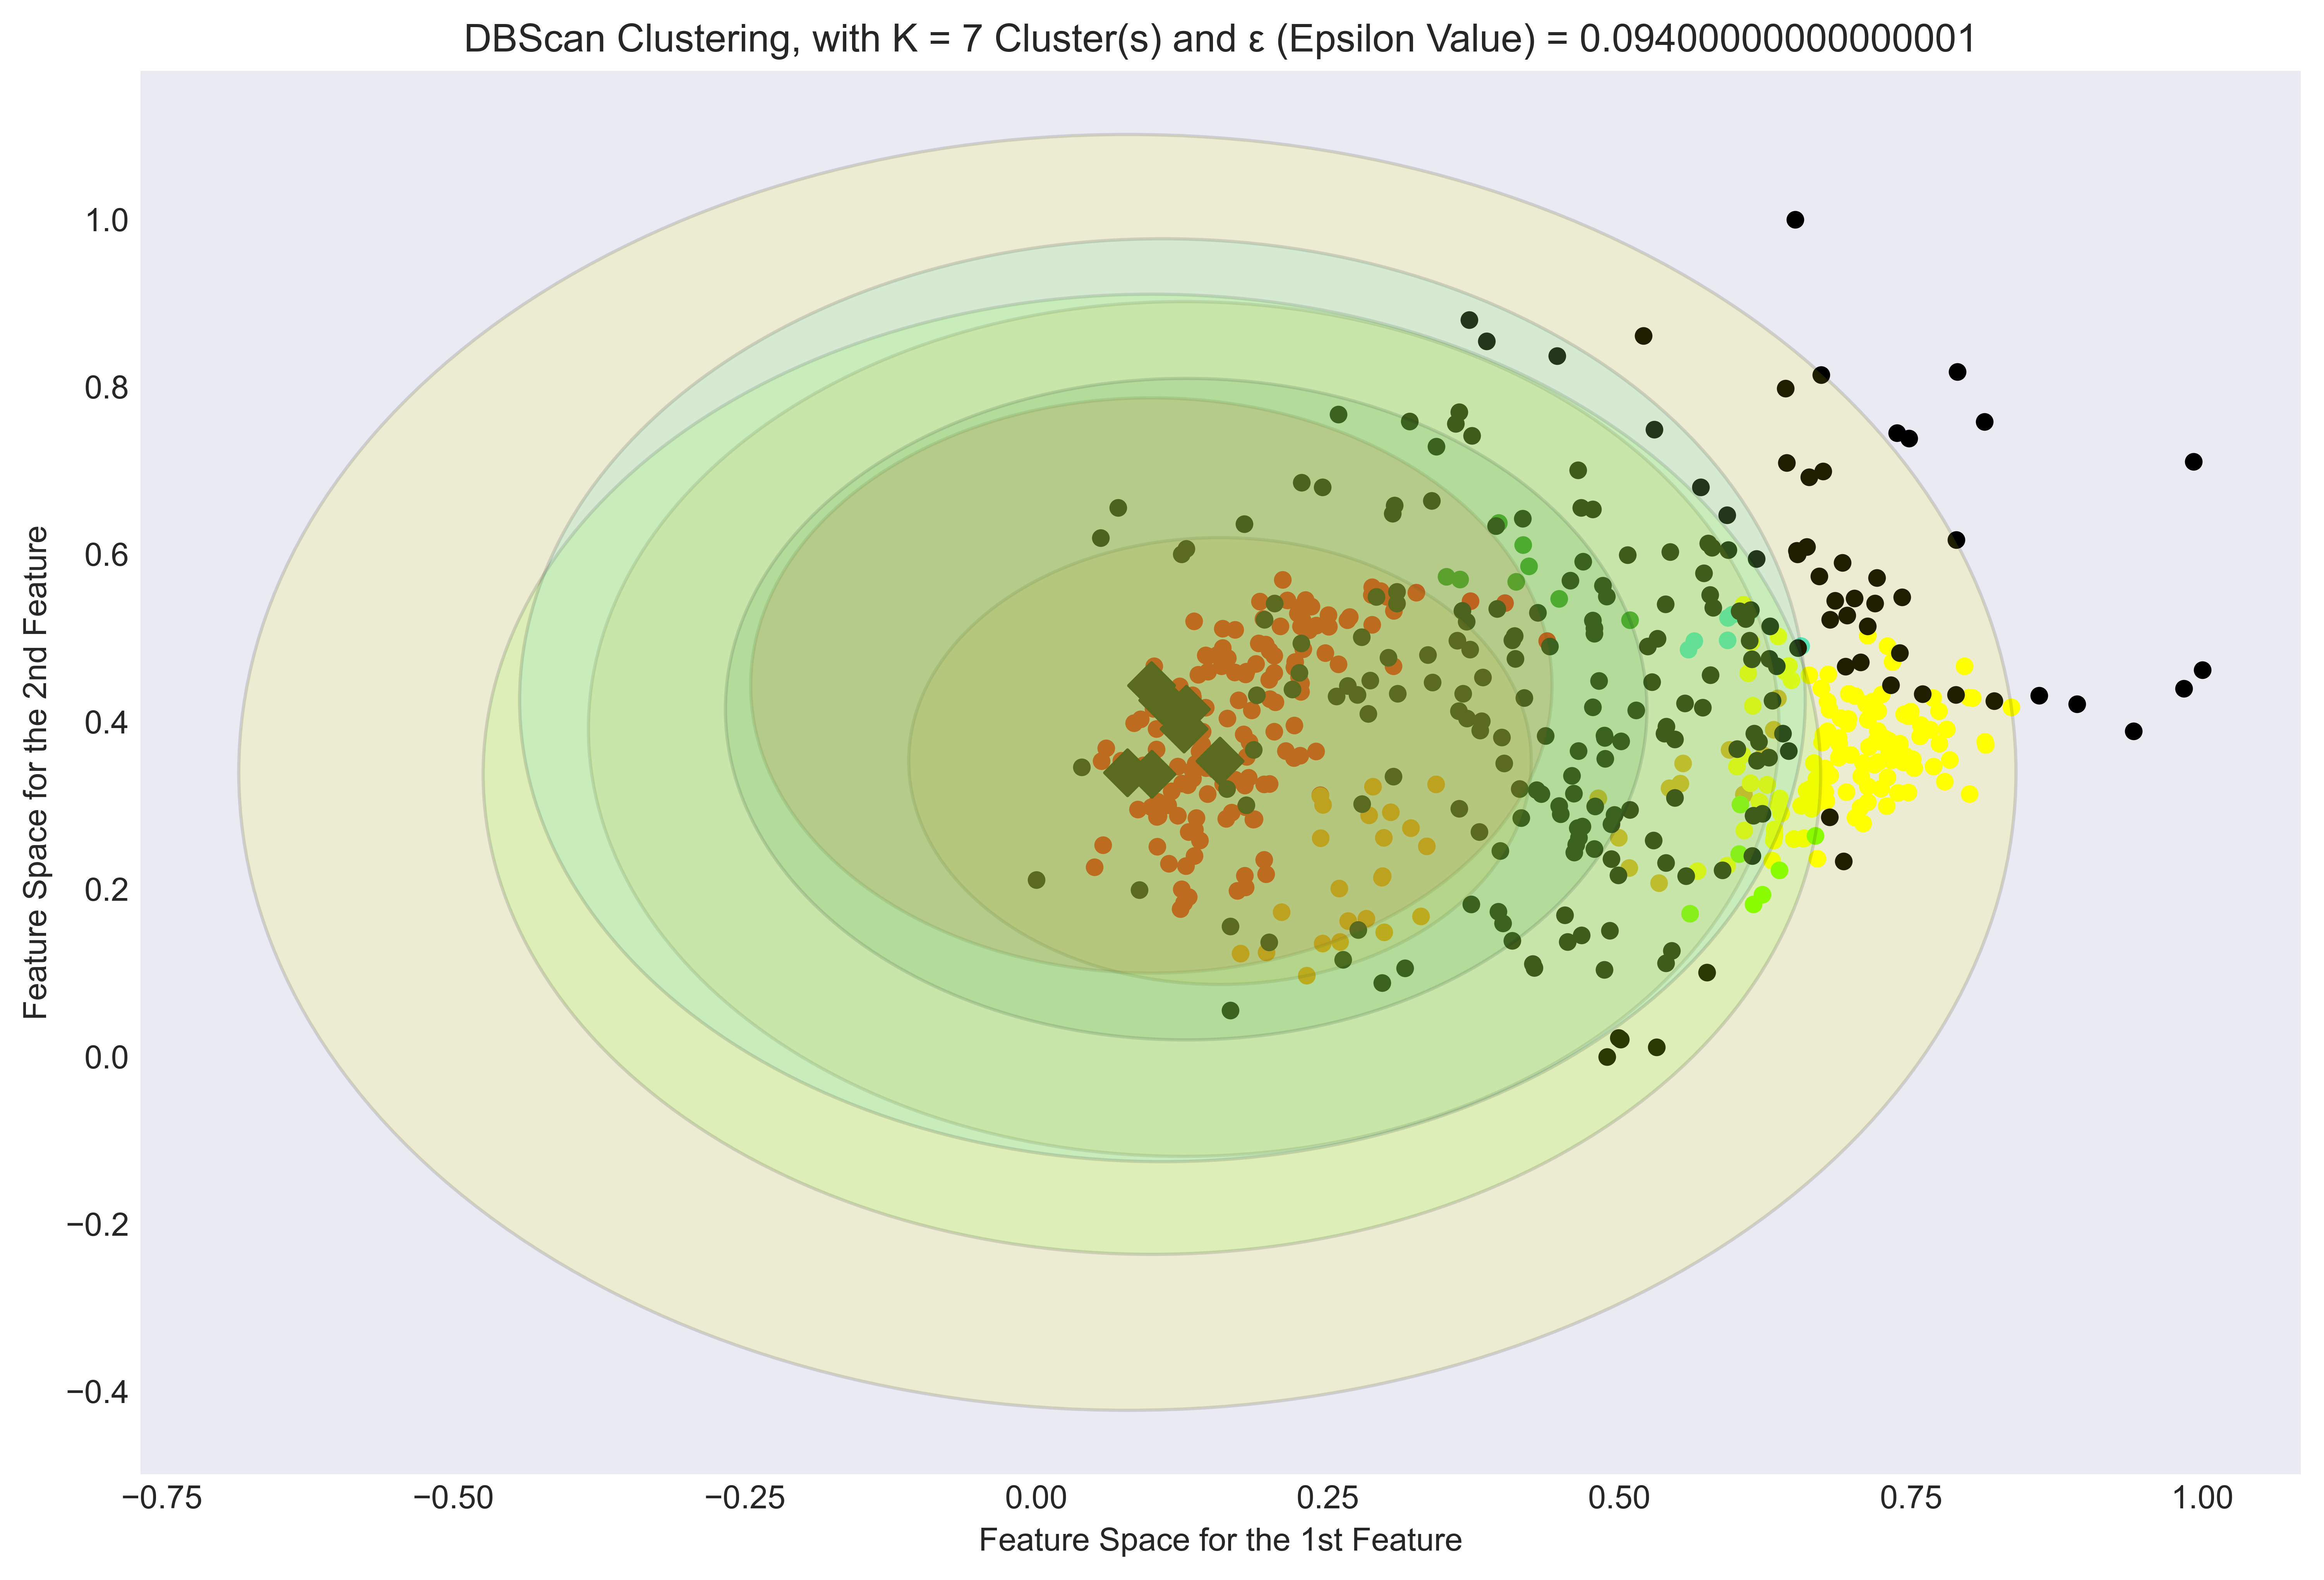 DBScan Clustering, with K = 7 Cluster(s) and ε (Epsilon Value) = 0.09400000000000001
Feature Space for the 2nd Feature
1.0
0.8
0.6
0.4
0.2
0.0
−0.2
−0.4
−0.75 −0.50 −0.25 0.00 0.25 0.50 0.75 1.00
Feature Space for the 1st Feature